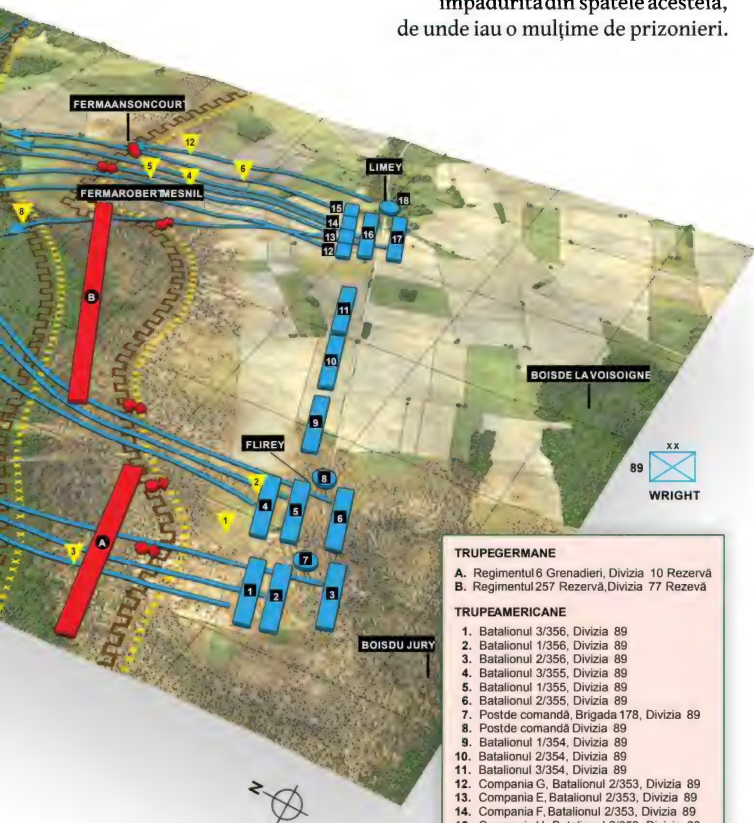 împădurită din spatele acesteia,
de unde iau o mulțime de prizonieri.
FERMAANSONCOURT
12
5
4
6
LIMEY
18
FERMAROBERTMESNIL
8
15
14
13
12
16
17
B
11
10
9
BOISDE LAVOISOIGNE
FLIREY
XX
89
WRIGHT
2
8
4
5
6
1
3
A
7
1
2
3
BOISDU JURY
N
TRUPEGERMANE
A. Regimentul 6 Grenadieri, Divizia 10 Rezervă
B. Regimentul 257 Rezervă,Divizia 77 Rezevă
TRUPEAMERICANE
1. Batalionul 3/356, Divizia 89
2. Batalionul 1/356, Divizia 89
3. Batalionul 2/356, Divizia 89
4. Batalionul 3/355, Divizia 89
5. Batalionul 1/355, Divizia 89
6. Batalionul 2/355, Divizia 89
7. Postde comandă, Brigada 178, Divizia 89
8. Postde comandă Divizia 89
9. Batalionul 1/354, Divizia 89
10. Batalionul 2/354, Divizia 89
11. Batalionul 3/354, Divizia 89
12. Compania G, Batalionul 2/353, Divizia 89
13. Compania E, Batalionul 2/353, Divizia 89
14. Compania F, Batalionul 2/353, Divizia 89